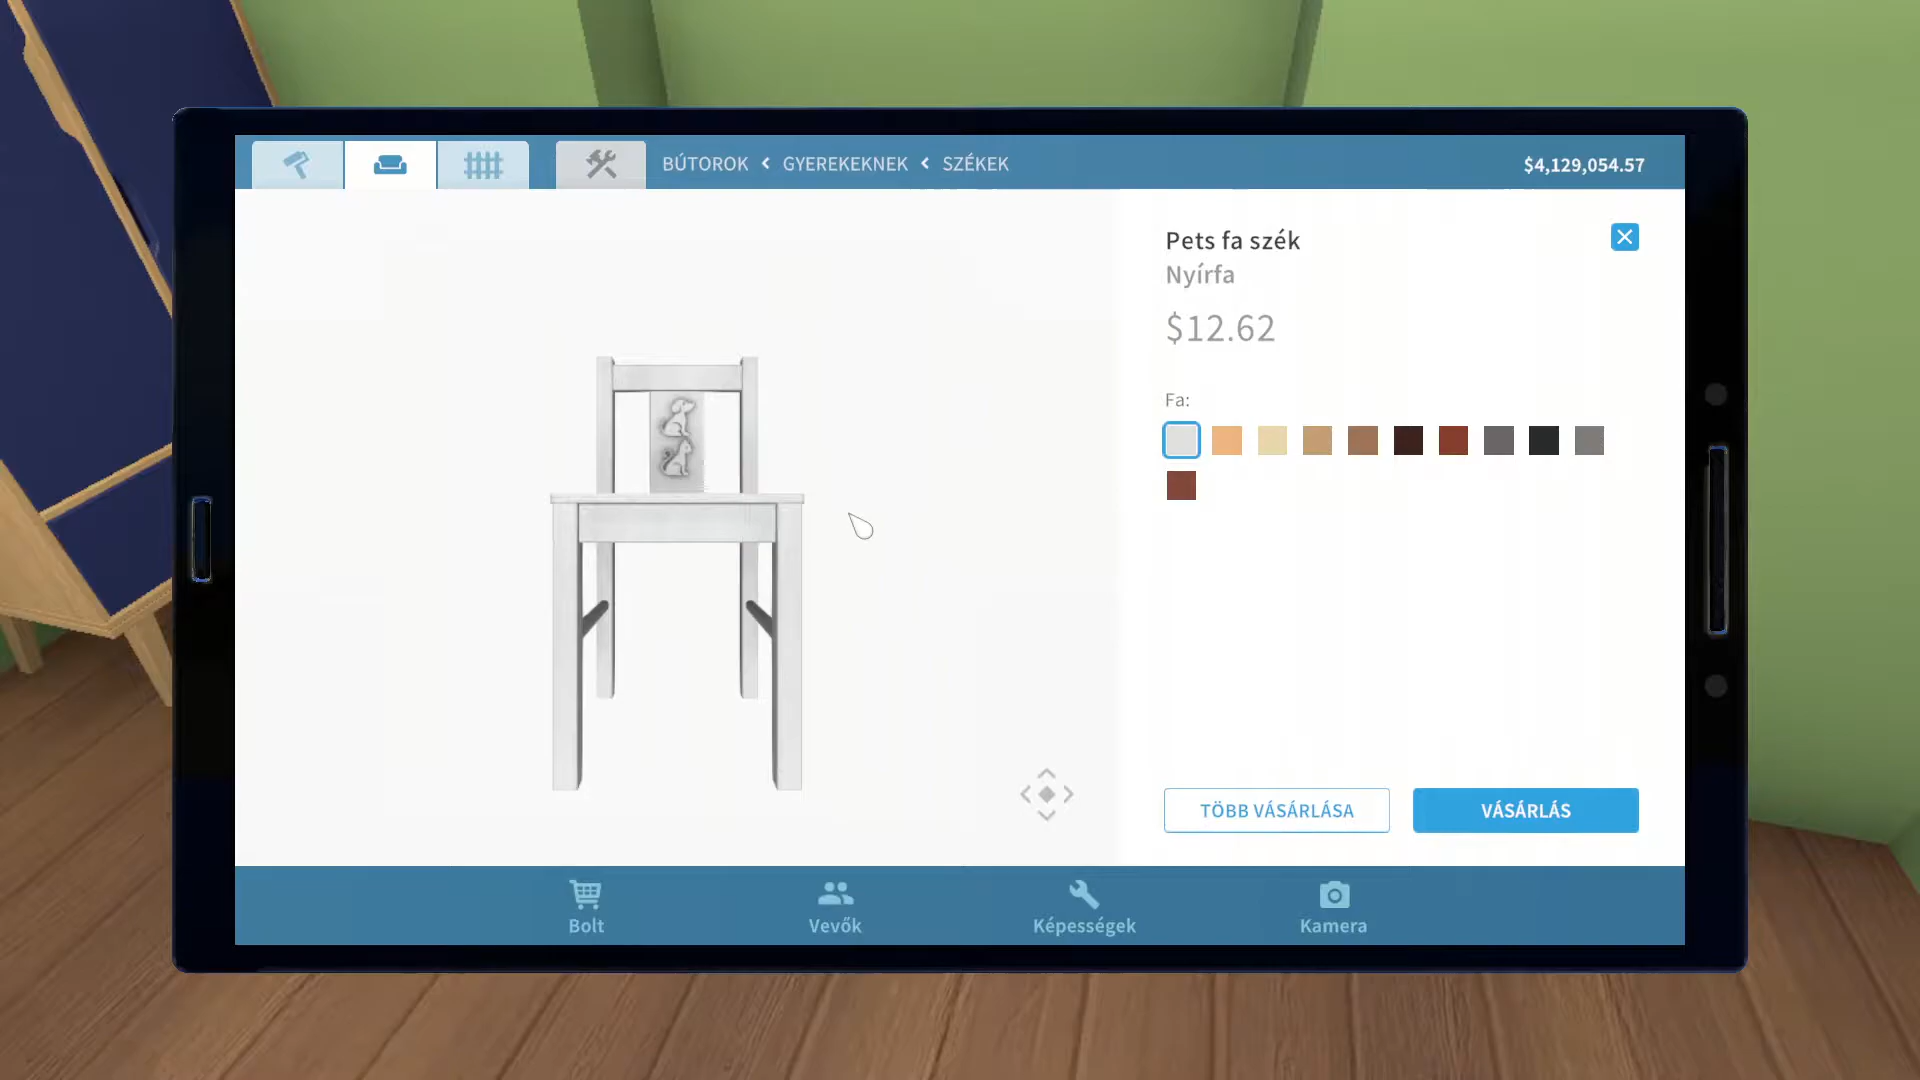 BÚTOROK < GYEREKEKNEK < SZÉKEK
$4,129,054.57
Pets fa szék
Nyírfa
$12.62
Fa:
TÖBB VÁSÁRLÁSA
VÁSÁRLÁS
Bolt
Vevők
Képességek
Kamera